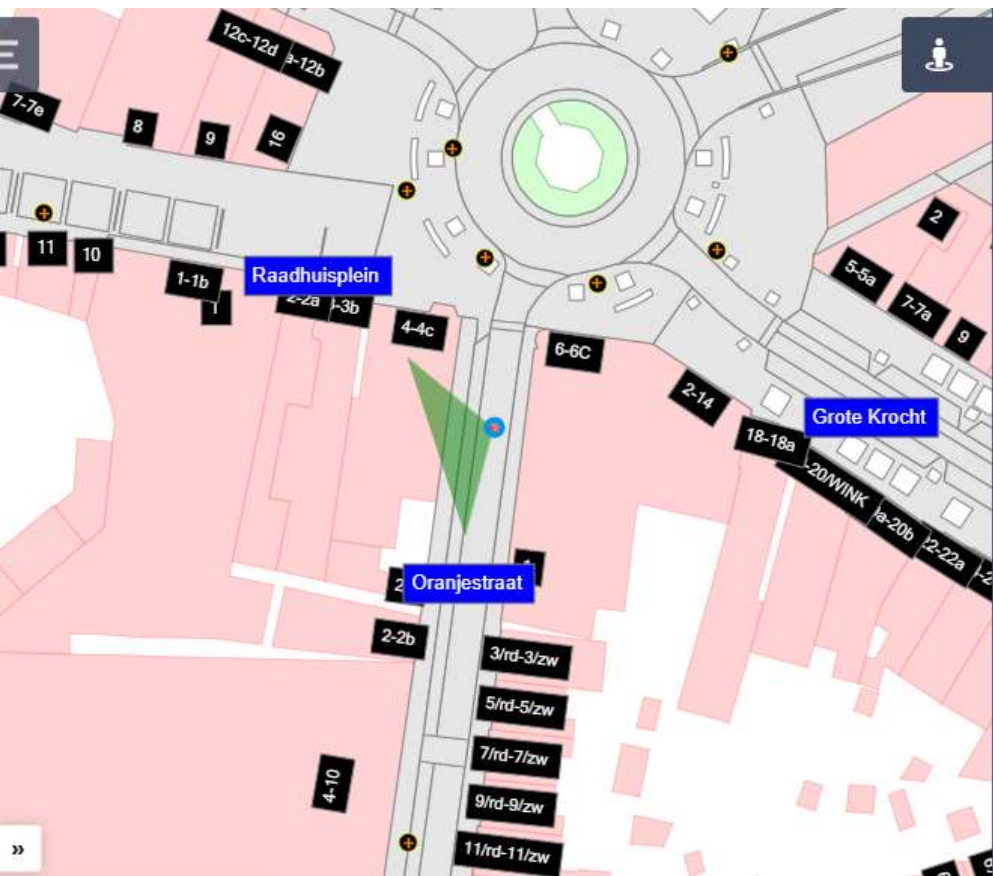 12c-12d
a-12b
7-7e
8
9
16
2
11
10
1-1b
1
Raadhuisplein
2-2a
-3b
4-4c
6-6C
5-5a
7-7a
9
2-14
Grote Krocht
18-18a
-20/WINK
a-20b
22-22a
Oranjestraat
2-2b
3/rd-3/zw
5/rd-5/zw
7/rd-7/zw
9/rd-9/zw
4-10
11/rd-11/zw
»